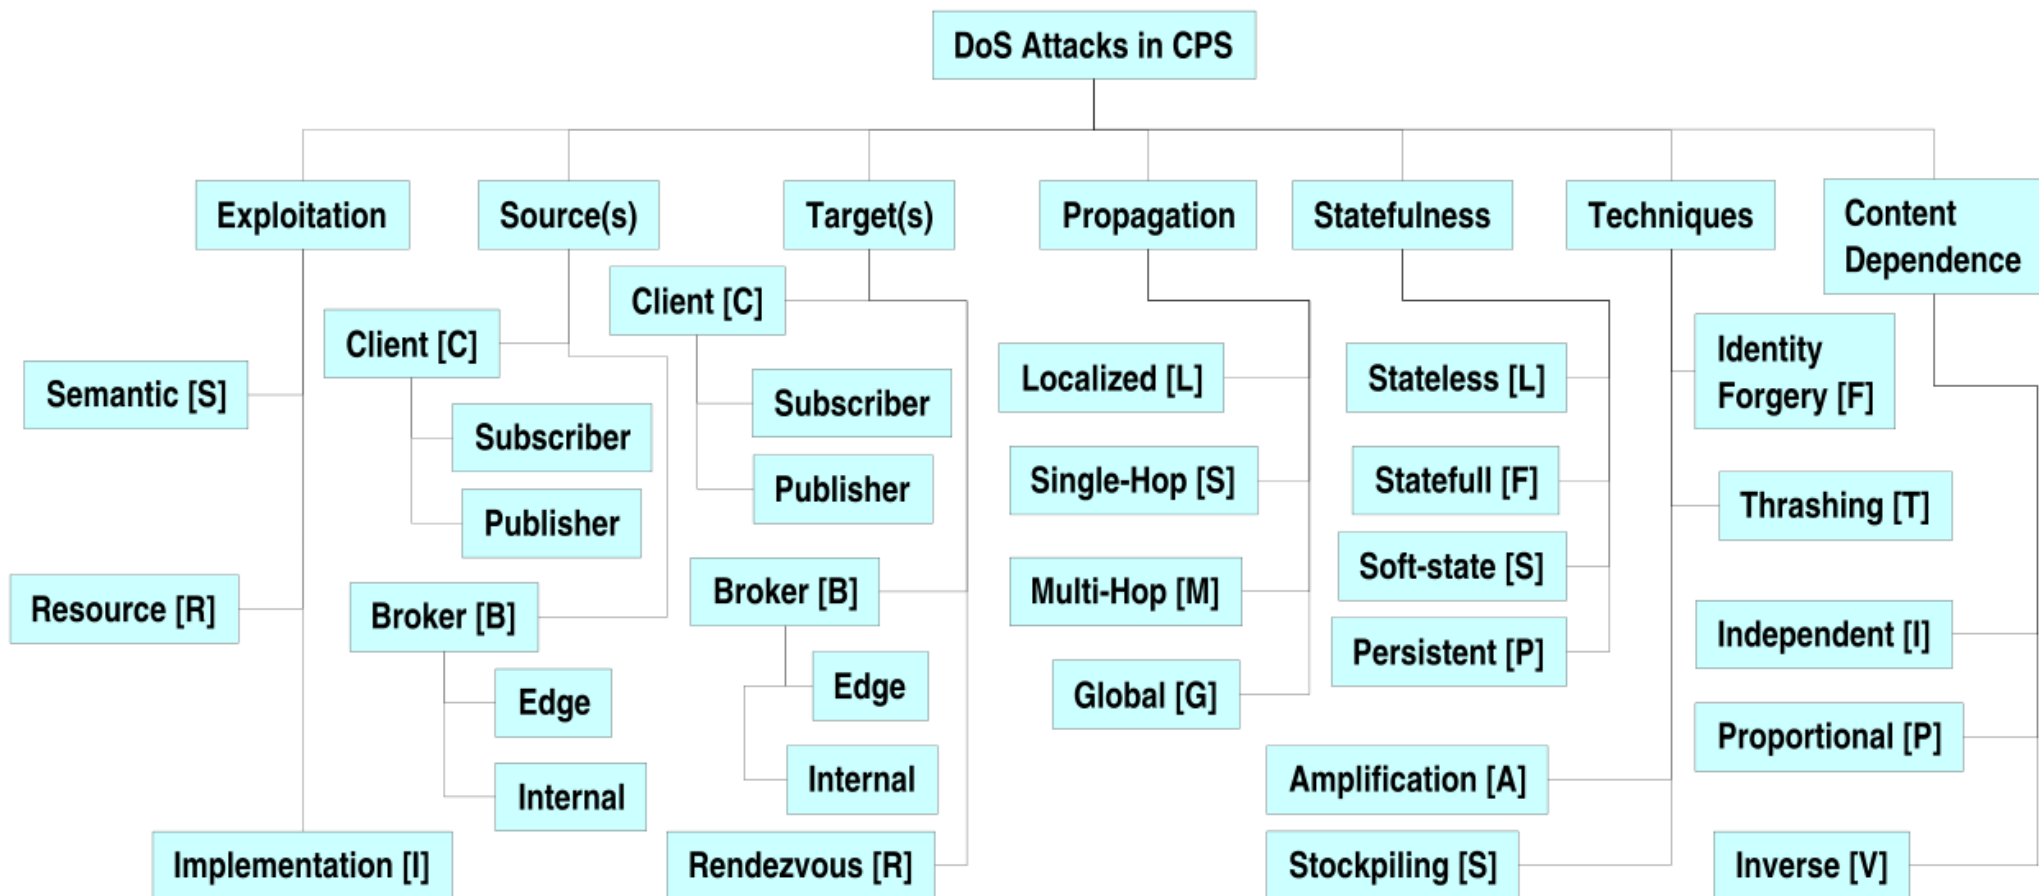 DoS Attacks in CPS
Exploitation
Semantic [S]
Resource [R]
Implementation [I]
Source(s)
Client [C]
Subscriber
Publisher
Broker [B]
Edge
Internal
Target(s)
Client [C]
Subscriber
Publisher
Broker [B]
Edge
Internal
Rendezvous [R]
Propagation
Localized [L]
Single-Hop [S]
Multi-Hop [M]
Global [G]
Statefulness
Stateless [L]
Statefull [F]
Soft-state [S]
Persistent [P]
Techniques
Identity
Forgery [F]
Thrashing [T]
Amplification [A]
Stockpiling [S]
Content
Dependence
Independent [I]
Proportional [P]
Inverse [V]